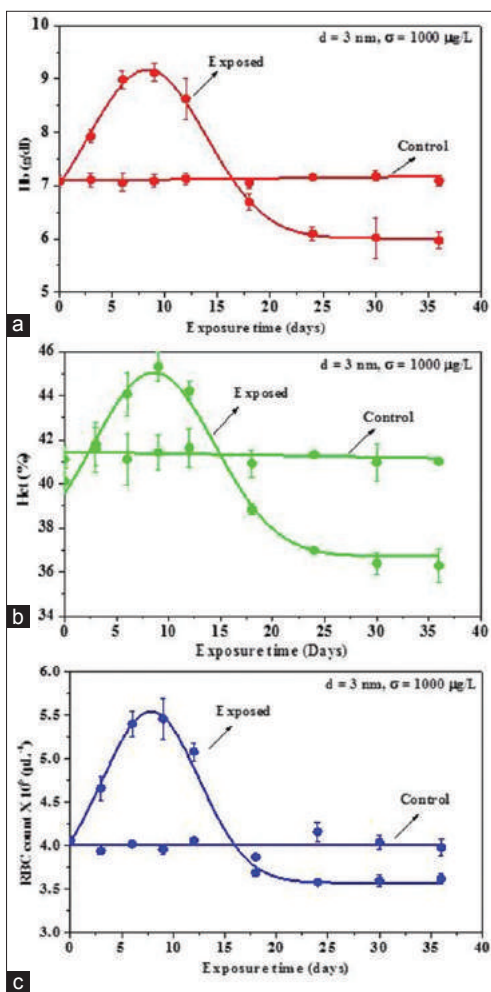 d = 3 nm, σ = 1000 µg/L
Exposed
Control
Hb (g/dl)
10
9
8
7
6
5
0 5 10 15 20 25 30 35 40
Exposure time (days)
a
d = 3 nm, σ = 1000 µg/L
Exposed
Control
Hct (%)
46
44
42
40
38
36
34
0 5 10 15 20 25 30 35 40
Exposure time (Days)
b
d = 3 nm, σ = 1000 µg/L
Exposed
Control
RBC count X 10⁶ (µL⁻¹)
6.0
5.5
5.0
4.5
4.0
3.5
3.0
0 5 10 15 20 25 30 35 40
Exposure time (days)
c